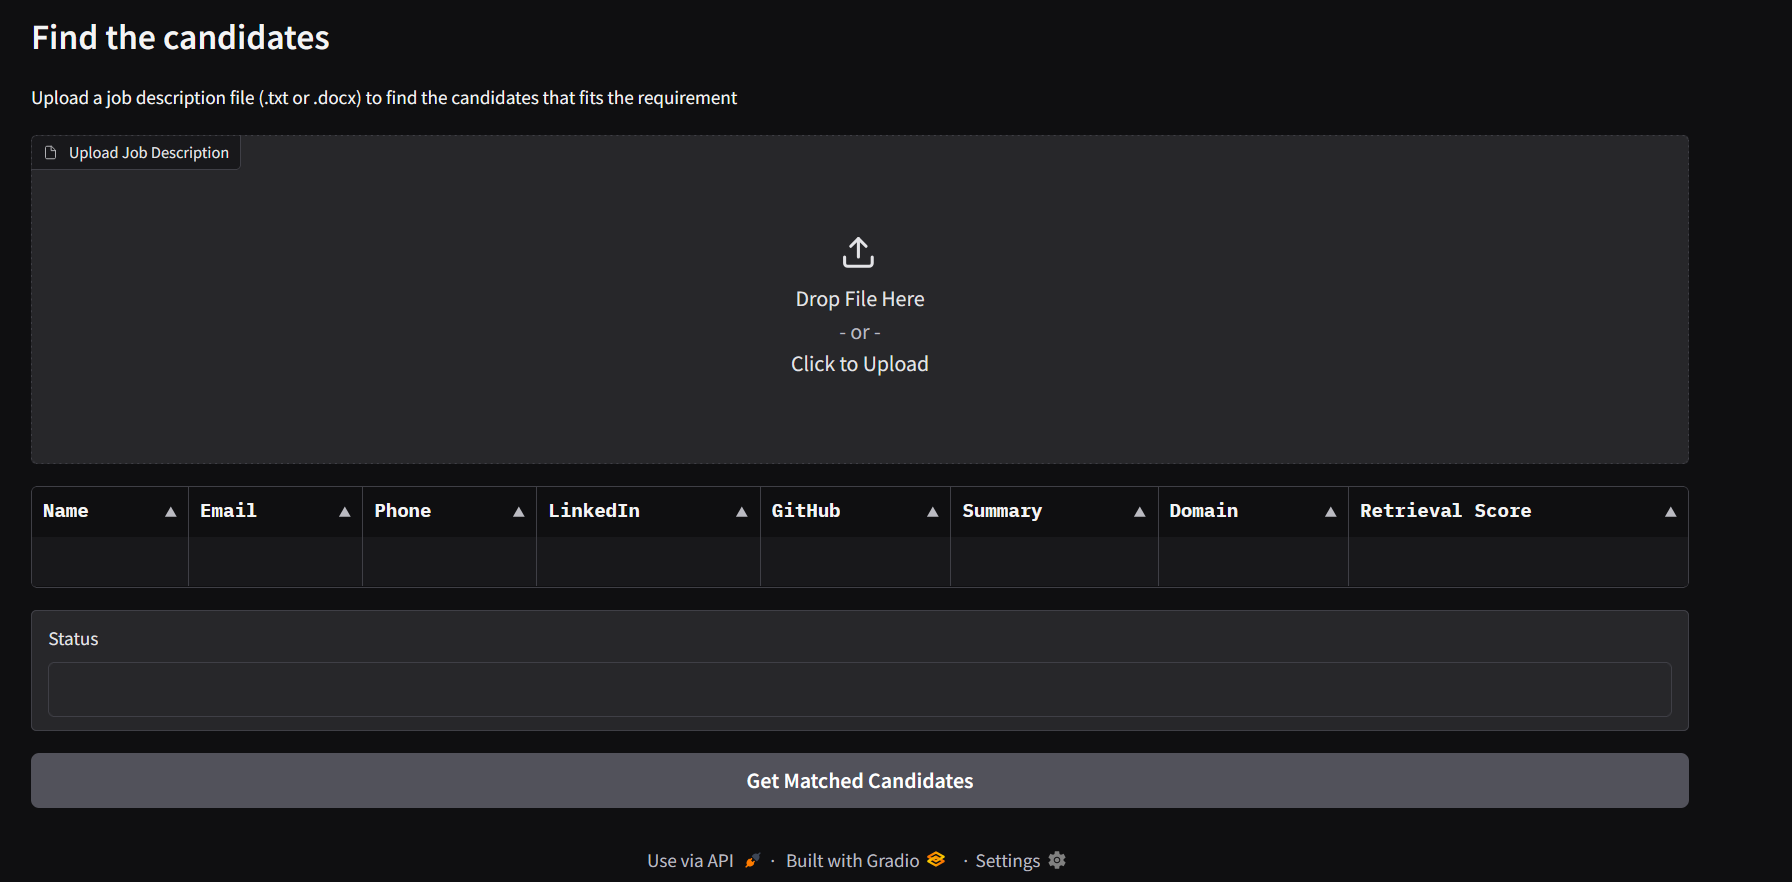 Find the candidates
Upload a job description file (.txt or .docx) to find the candidates that fits the requirement
Upload Job Description
Drop File Here
- or -
Click to Upload
Name Email Phone LinkedIn GitHub Summary Domain Retrieval Score
Status
Get Matched Candidates
Use via API · Built with Gradio · Settings